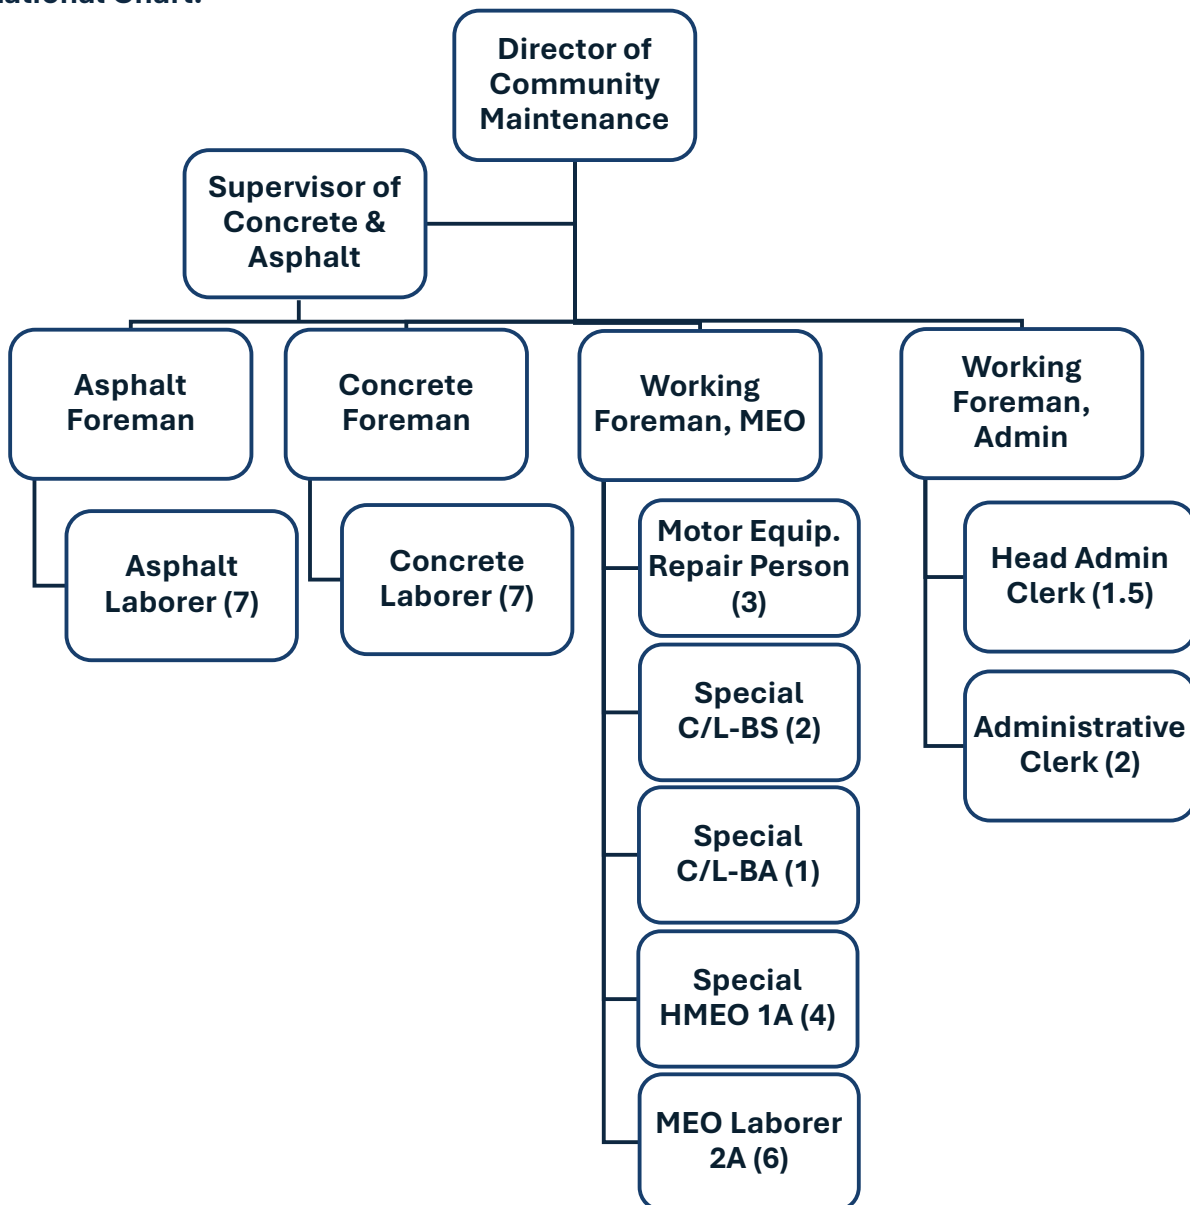 Director of
Community
Maintenance
Supervisor of
Concrete &
Asphalt
Asphalt
Foreman
Concrete
Foreman
Working
Foreman, MEO
Working
Foreman,
Admin
Asphalt
Laborer (7)
Concrete
Laborer (7)
Motor Equip.
Repair Person
(3)
Special
C/L-BS (2)
Special
C/L-BA (1)
Special
HMEO 1A (4)
MEO Laborer
2A (6)
Head Admin
Clerk (1.5)
Administrative
Clerk (2)